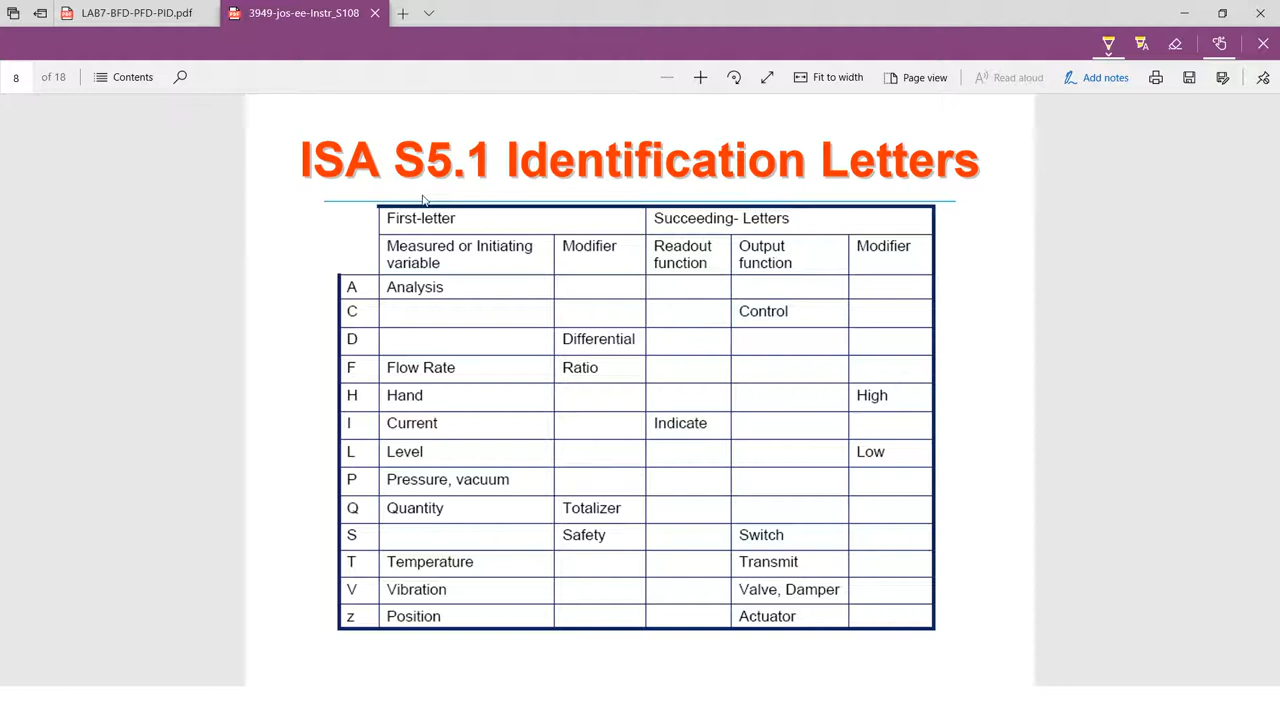 LAB7-BFD-PFD-PID.pdf
3949-jos-ee-Instr_S108
8 of 18
Contents
Fit to width
Page view
Read aloud
Add notes
ISA S5.1 Identification Letters
First-letter Succeeding- Letters
Measured or Initiating variable Modifier Readout function Output function Modifier
A Analysis
C Control
D Differential
F Flow Rate Ratio
H Hand High
I Current Indicate
L Level Low
P Pressure, vacuum
Q Quantity Totalizer
S Safety Switch
T Temperature Transmit
V Vibration Valve, Damper
z Position Actuator